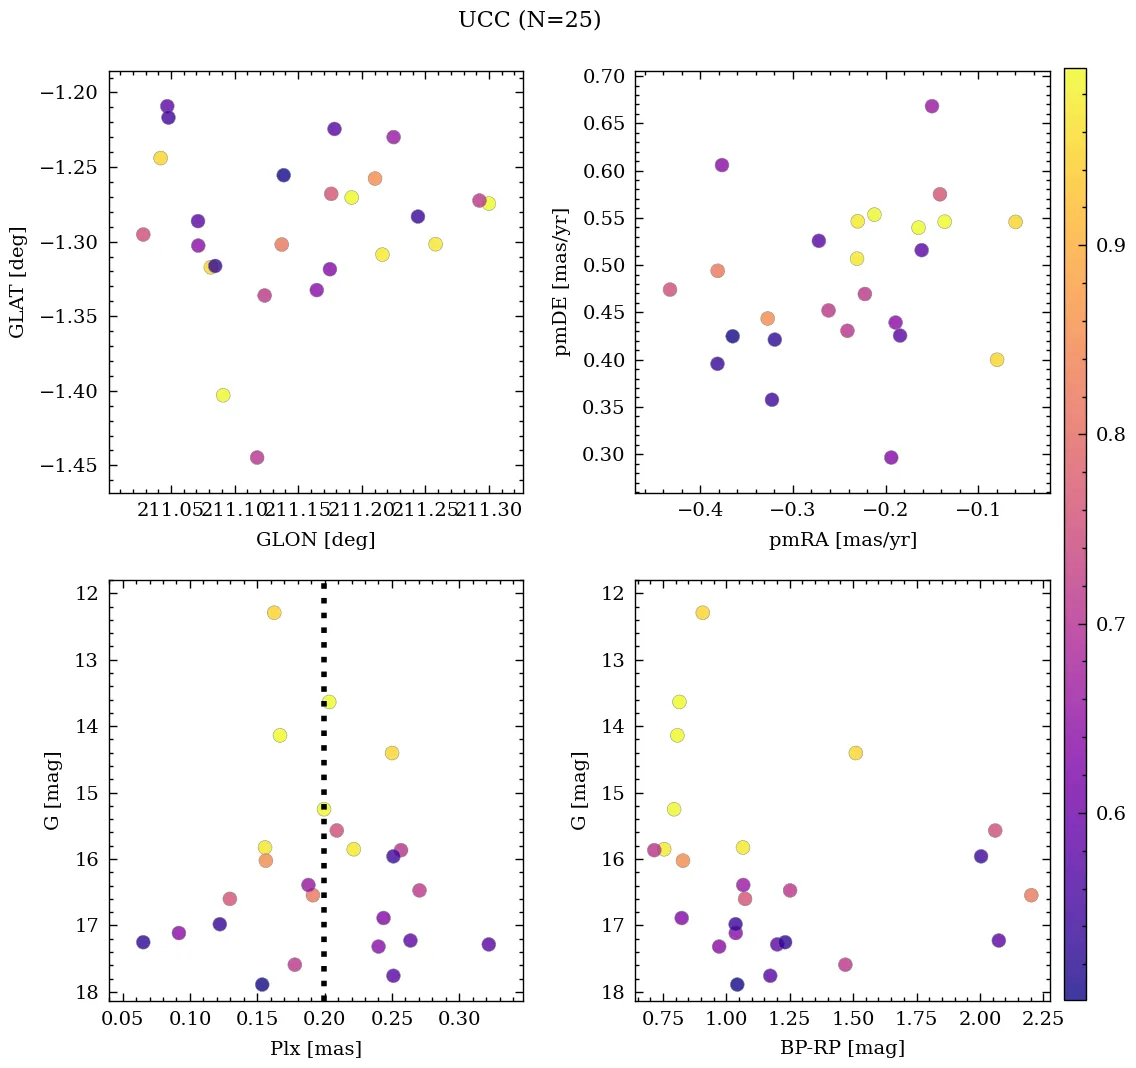 UCC (N=25)
−1.20
−1.25
−1.30
−1.35
−1.40
−1.45
GLAT [deg]
211.05 211.10 211.15 211.20 211.25 211.30
GLON [deg]
0.70
0.65
0.60
0.55
0.50
0.45
0.40
0.35
0.30
pmDE [mas/yr]
−0.4 −0.3 −0.2 −0.1
pmRA [mas/yr]
0.9
0.8
0.7
0.6
12
13
14
15
16
17
18
G [mag]
0.05 0.10 0.15 0.20 0.25 0.30
Plx [mas]
12
13
14
15
16
17
18
G [mag]
0.75 1.00 1.25 1.50 1.75 2.00 2.25
BP-RP [mag]